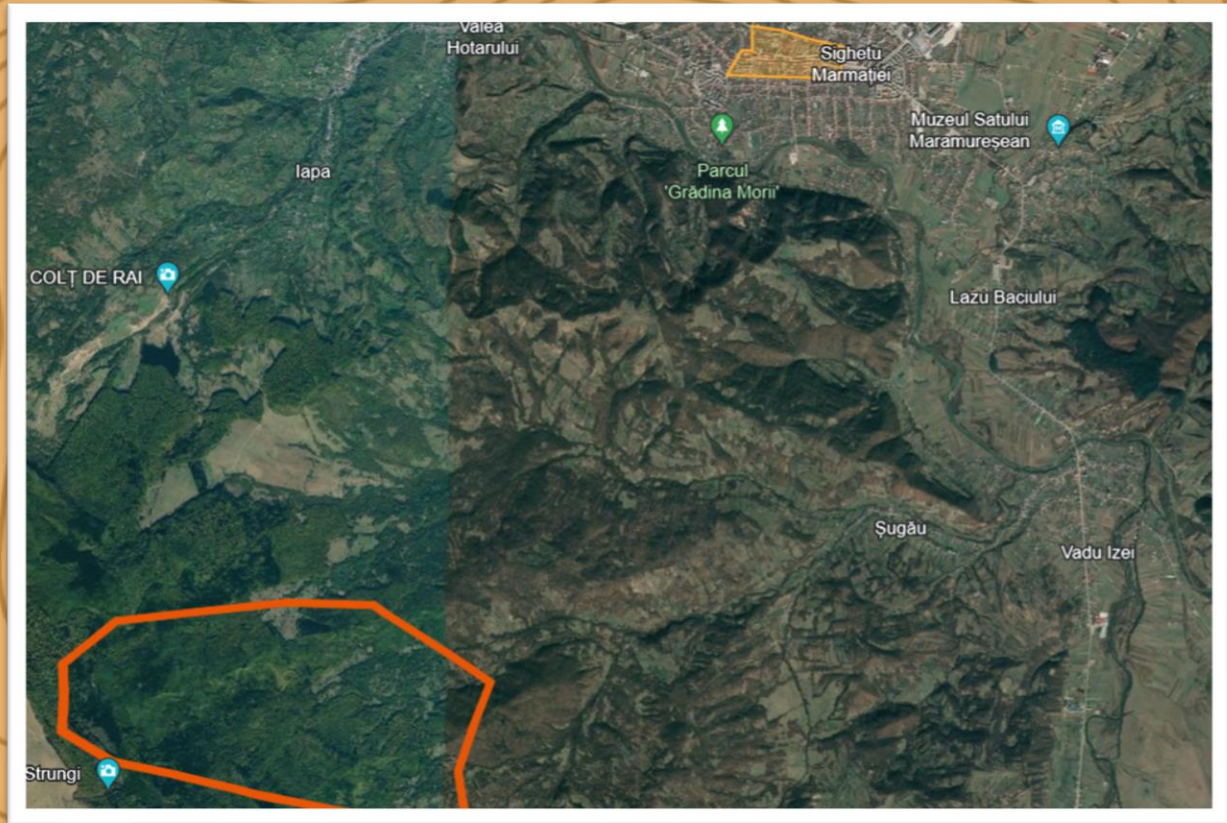 Valea
Hotarului
Sighetu
Marmației
Muzeul Satului
Maramureșean
Iapa
Parcul
'Grădina Morii'
COLȚ DE RAI
Lazu Baciului
Șugău
Vadu Izei
Strungi